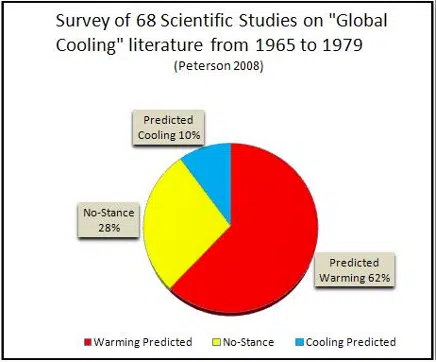 Survey of 68 Scientific Studies on "Global
Cooling" literature from 1965 to 1979
(Peterson 2008)
Predicted
Cooling 10%
No-Stance
28%
Predicted
Warming 62%
Warming Predicted
No-Stance
Cooling Predicted